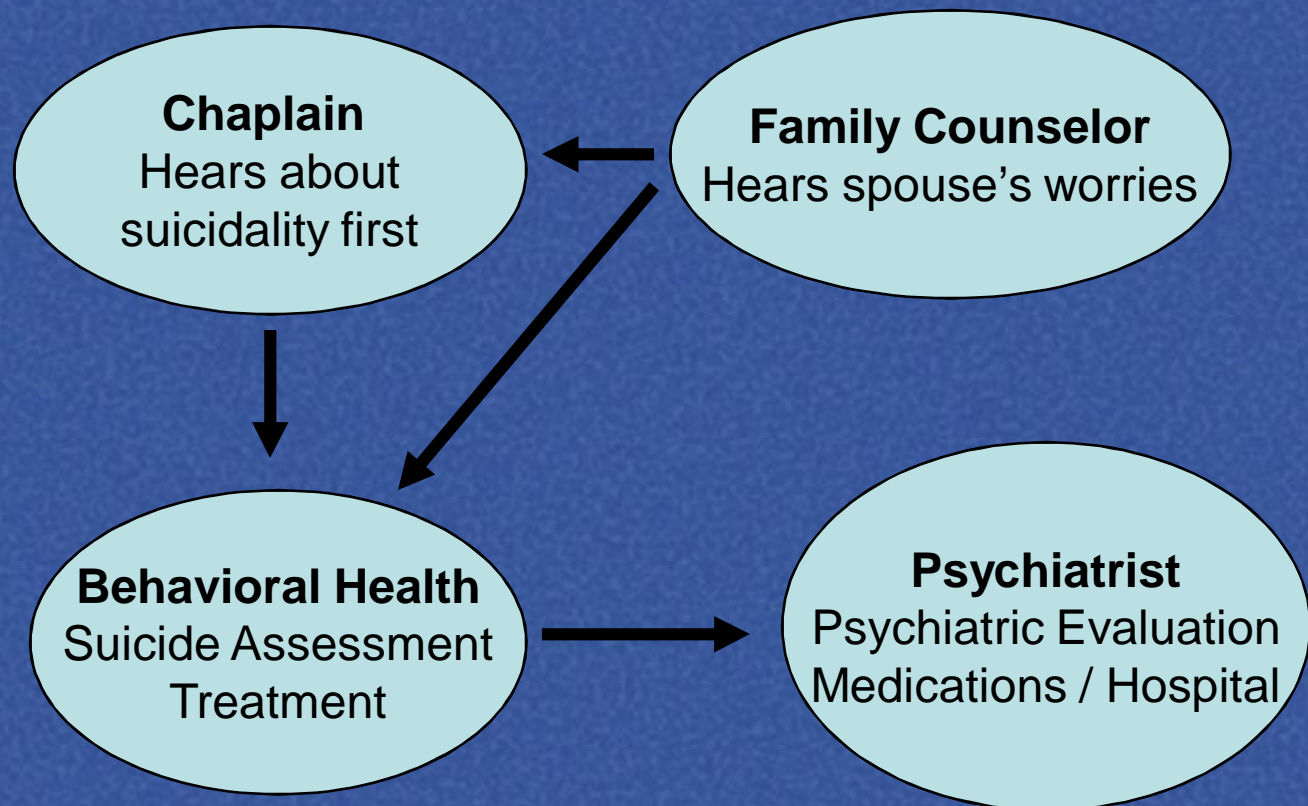 Chaplain
Hears about
suicidality first
Family Counselor
Hears spouse’s worries
Behavioral Health
Suicide Assessment
Treatment
Psychiatrist
Psychiatric Evaluation
Medications / Hospital